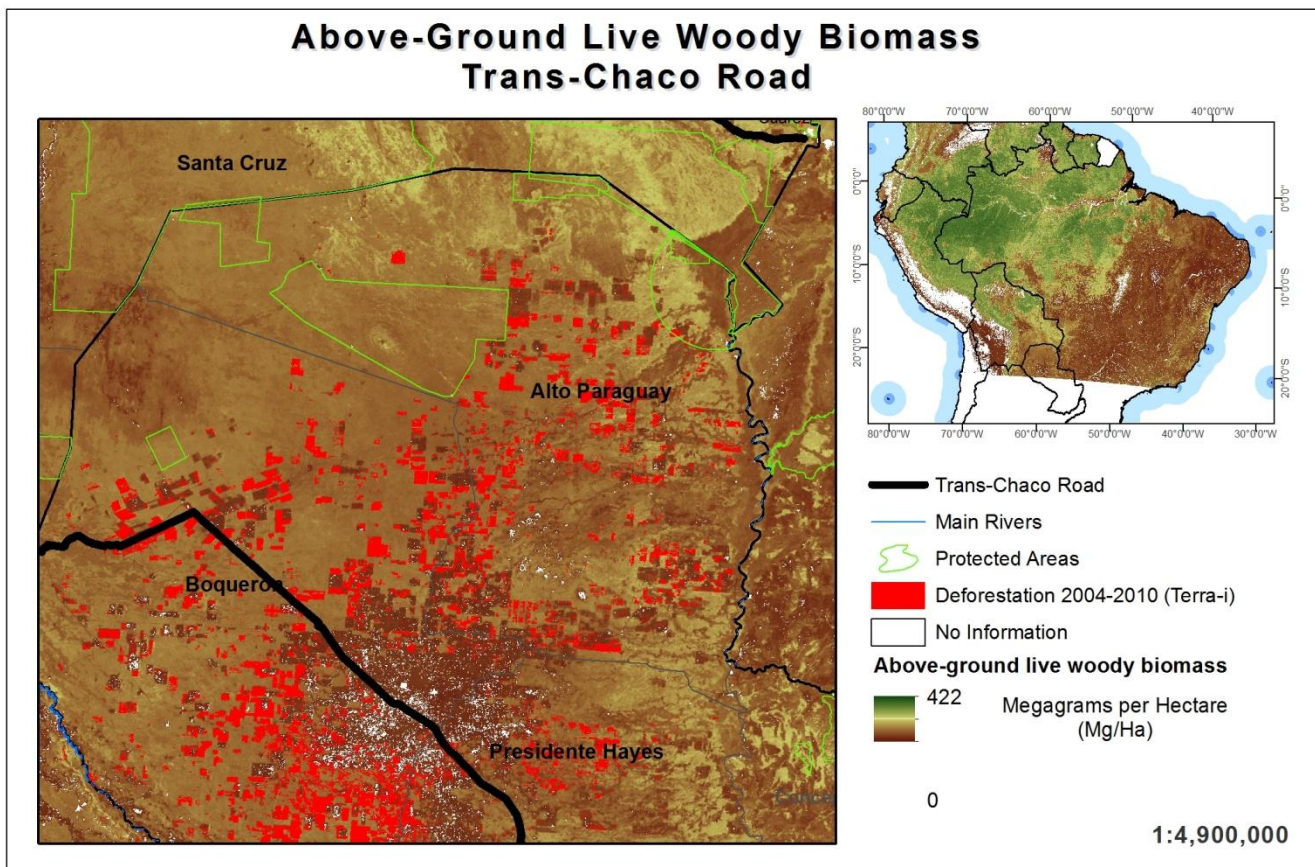 Above-Ground Live Woody Biomass
Trans-Chaco Road
Santa Cruz
Alto Paraguay
Boqueron
Presidente Hayes
80°0'0"W 70°0'0"W 60°0'0"W 50°0'0"W 40°0'0"W
0°0'0"
0°0'0"
10°0'0"S
10°0'0"S
20°0'0"S
20°0'0"S
80°0'0"W 70°0'0"W 60°0'0"W 50°0'0"W 40°0'0"W 30°0'0"W
Trans-Chaco Road
Main Rivers
Protected Areas
Deforestation 2004-2010 (Terra-i)
No Information
Above-ground live woody biomass
422 Megagrams per Hectare
(Mg/Ha)
0
1:4,900,000